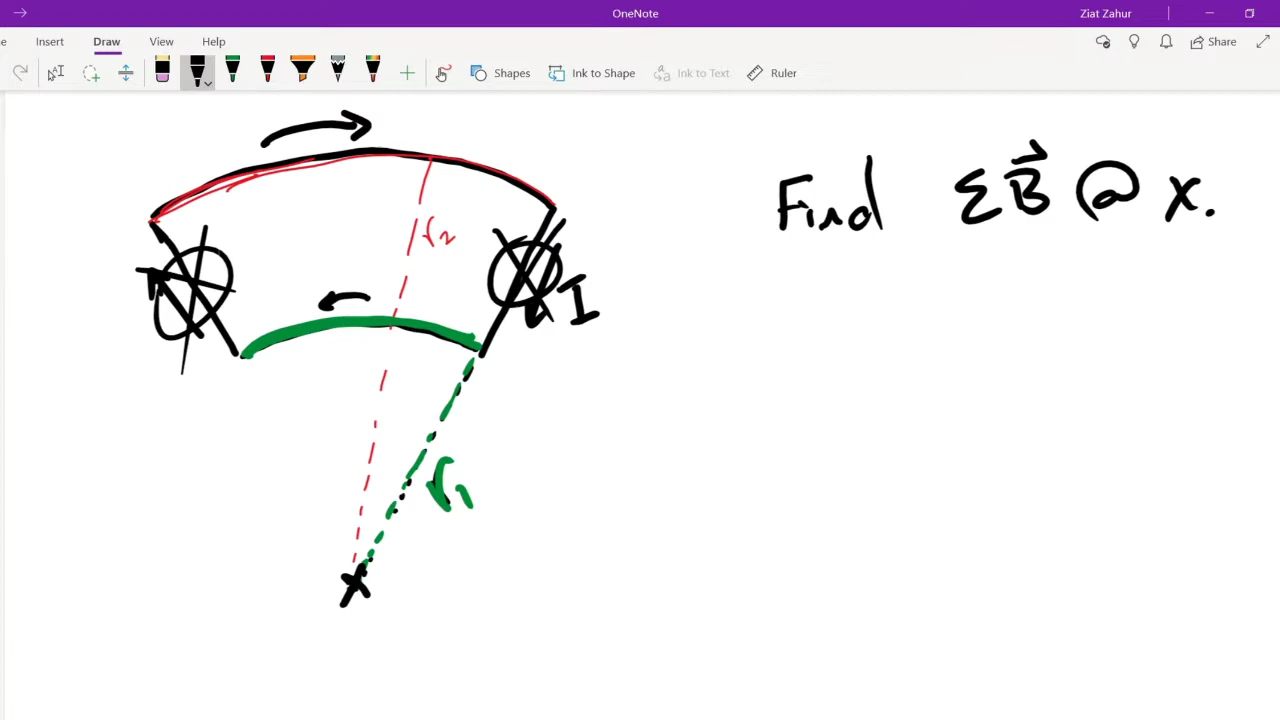 OneNote
Ziat Zahur
Insert Draw View Help
Share
Shapes Ink to Shape Ink to Text Ruler
Find Σ B⃗ @ X.
r₂
I
r₁
X